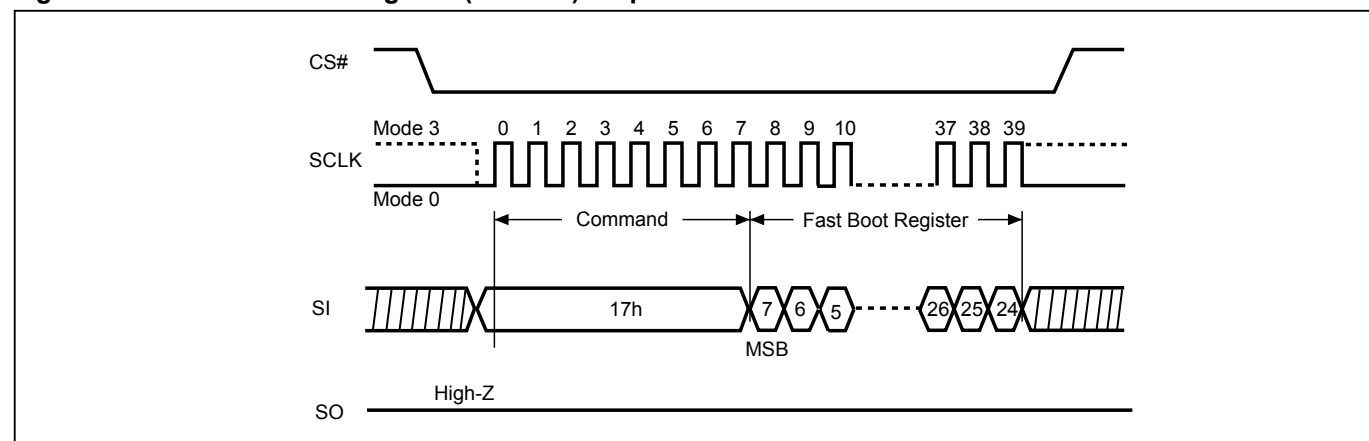 CS#
Mode 3 0 1 2 3 4 5 6 7 8 9 10 37 38 39
SCLK
Mode 0
Command Fast Boot Register
SI 17h 7 6 5 26 25 24
MSB
High-Z
SO